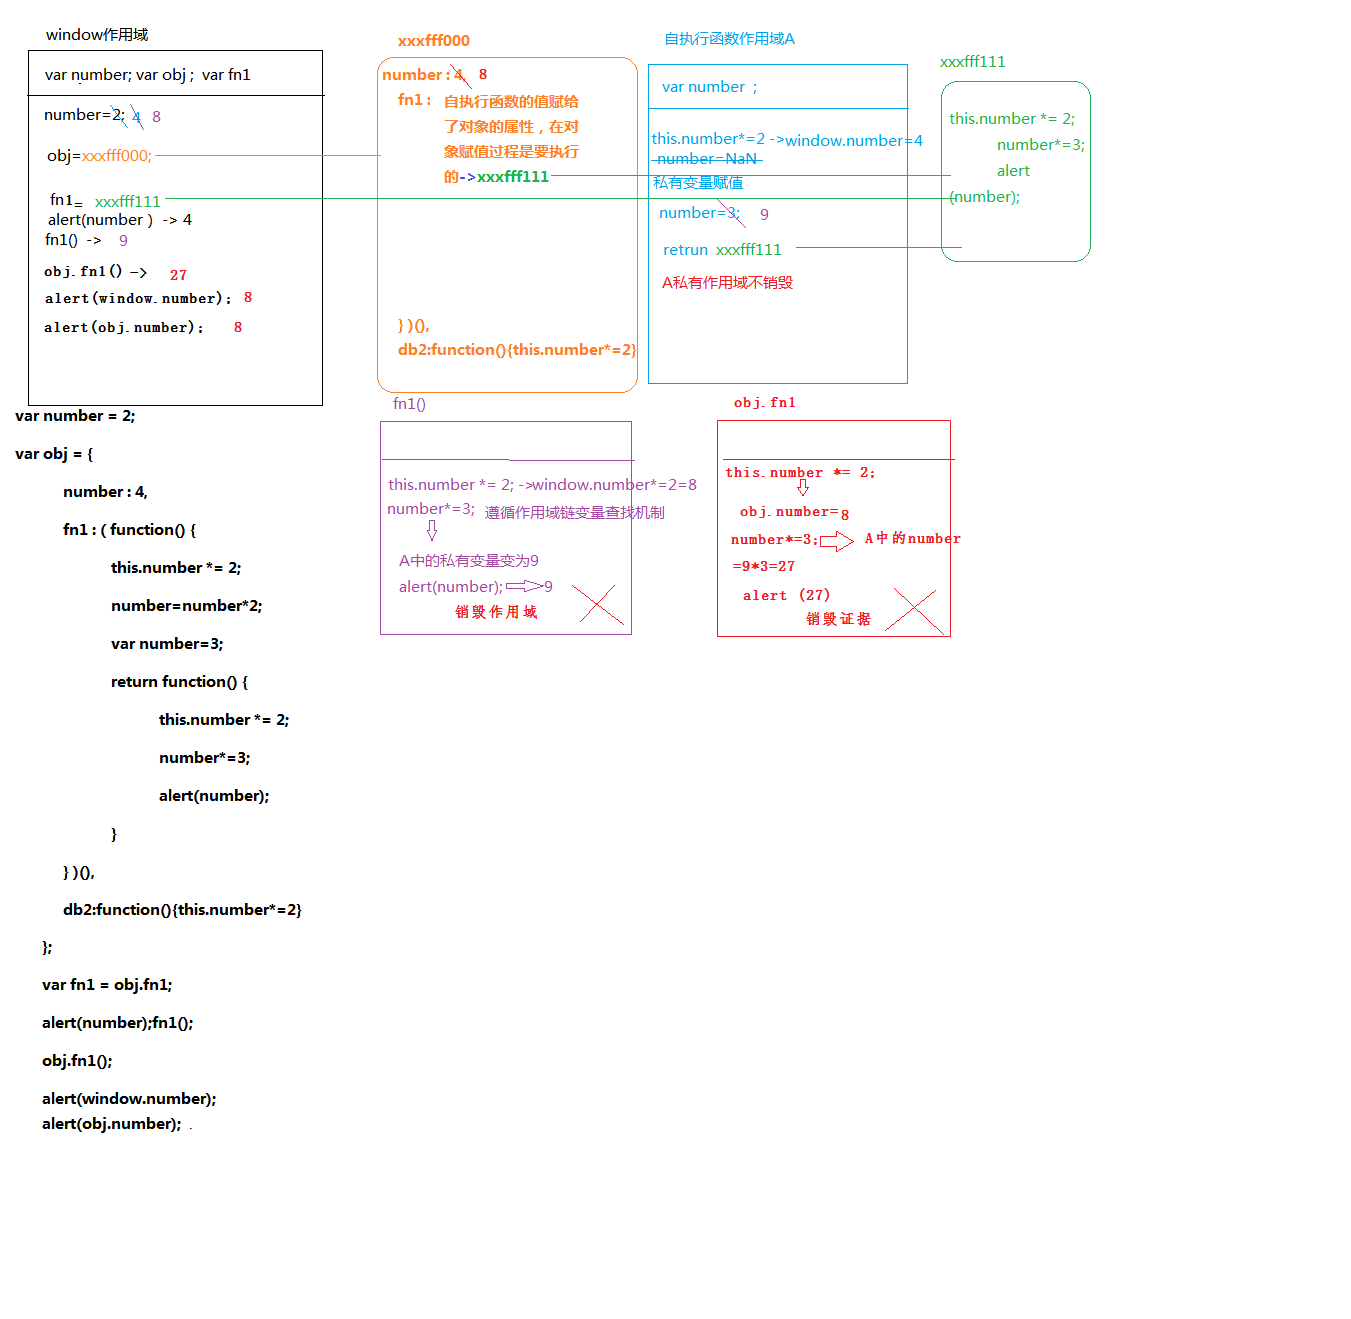 window作用域
var number; var obj ;  var fn1
number=2; 4 8
obj=xxxfff000;
fn1= xxxfff111
alert(number )  -> 4
fn1()  ->  9
obj.fn1() —>  27
alert(window.number); 8
alert(obj.number);  8
xxxfff000
number : 4, 8
fn1 : 自执行函数的值赋给
了对象的属性，在对
象赋值过程是要执行
的->xxxfff111
} )(),
db2:function(){this.number*=2}
自执行函数作用域A
var number  ;
this.number*=2 ->window.number=4
number=NaN
私有变量赋值
number=3; 9
retrun  xxxfff111
A私有作用域不销毁
xxxfff111
this.number *= 2;
number*=3;
alert
(number);
fn1()
this.number *= 2; ->window.number*=2=8
number*=3; 遵循作用域链变量查找机制
A中的私有变量变为9
alert(number); 9
销毁作用域
obj.fn1
this.number *= 2;
obj.number= 8
number*=3; A中的number
=9*3=27
alert (27)
销毁证据
var number = 2;
var obj = {
number : 4,
fn1 : ( function() {
this.number *= 2;
number=number*2;
var number=3;
return function() {
this.number *= 2;
number*=3;
alert(number);
}
} )(),
db2:function(){this.number*=2}
};
var fn1 = obj.fn1;
alert(number);fn1();
obj.fn1();
alert(window.number);
alert(obj.number);  .